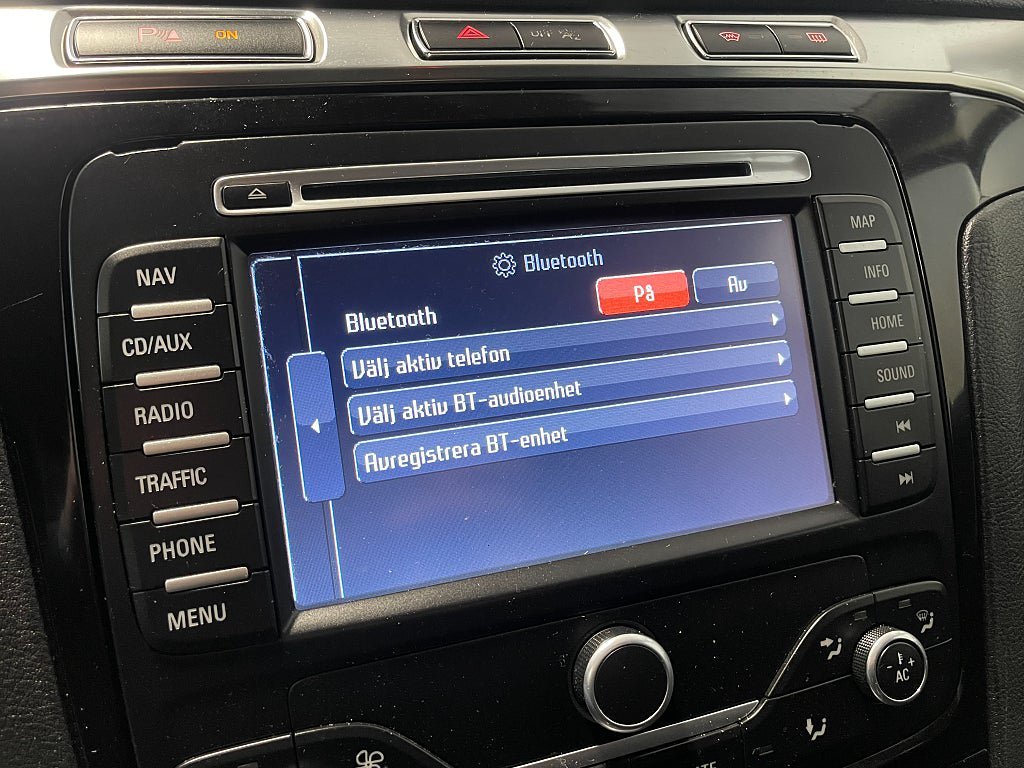 P ON
OFF
NAV
CD/AUX
RADIO
TRAFFIC
PHONE
MENU
Bluetooth
Bluetooth På Av
Välj aktiv telefon
Välj aktiv BT-audioenhet
Avregistrera BT-enhet
MAP
INFO
HOME
SOUND
- +
AC